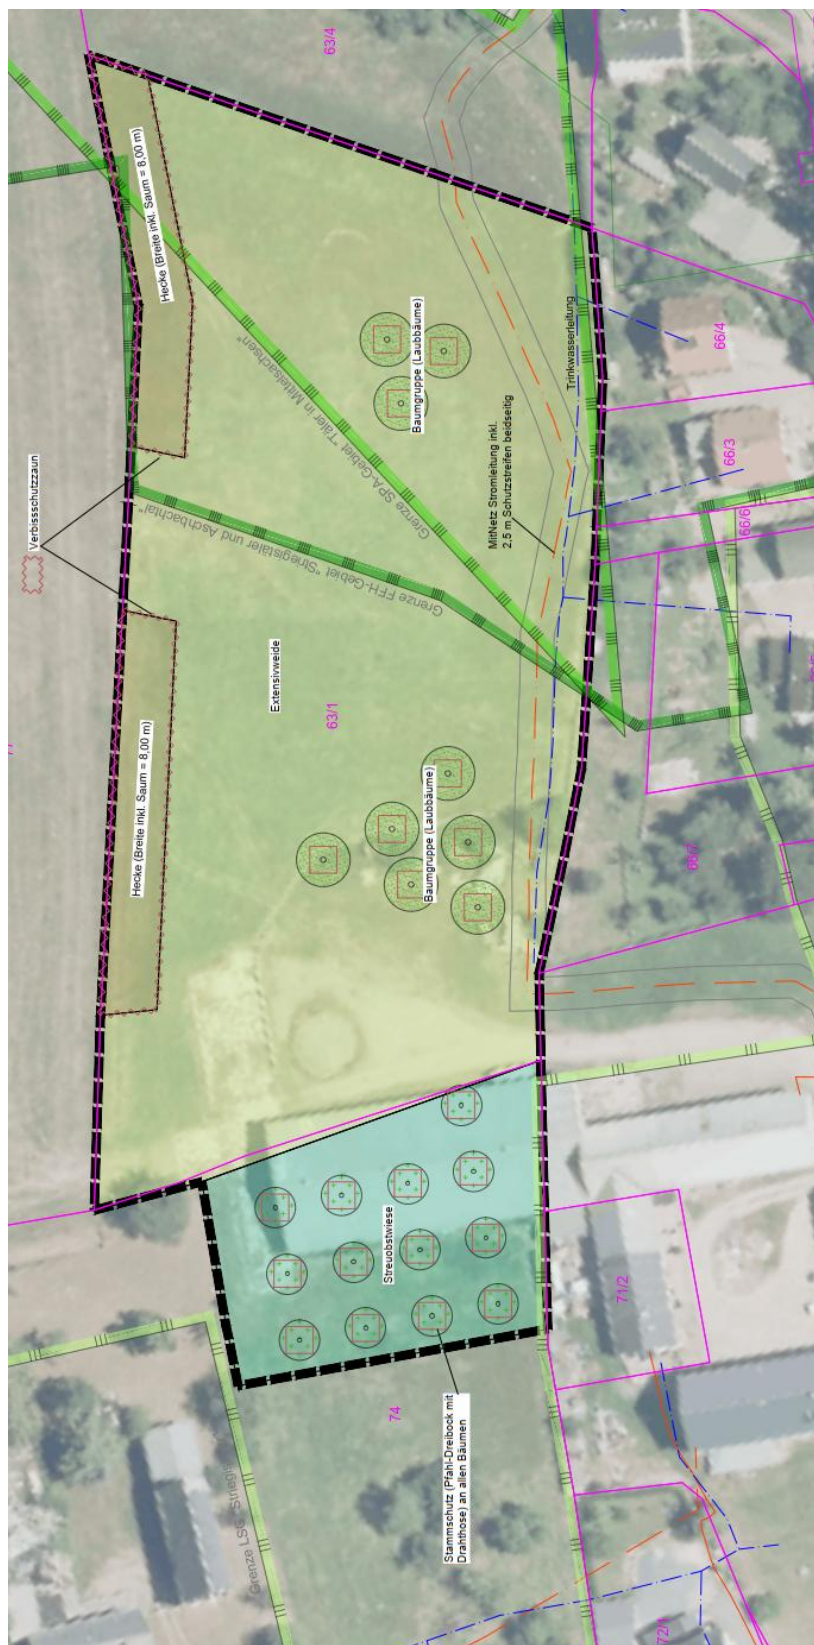 63/4
Hecke (Breite inkl. Saum = 8,00 m)
Verbissschutzzaun
Grenze SPA-Gebiet "Täler in Mittelsachsen"
Baumgruppe (Laubbäume)
Trinkwasserleitung
66/4
66/3
66/6
MitNetz Stromleitung inkl.
2,5 m Schutzstreifen beidseitig
Grenze FFH-Gebiet "Striegistäler und Aschbachtal"
Extensivweide
63/1
Hecke (Breite inkl. Saum = 8,00 m)
Baumgruppe (Laubbäume)
66/7
Streuobstwiese
71/2
74
Stammschutz (Pfahl-Dreibock mit
Drahthose) an allen Bäumen
Grenze LSG "Striegis
72/1